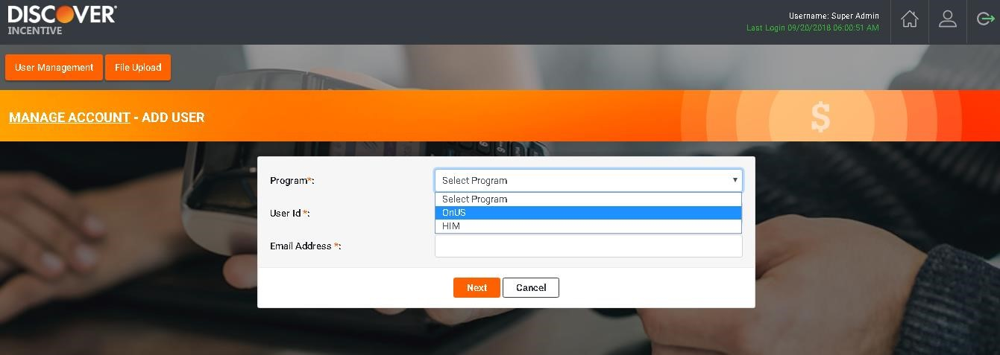 DISCOVER
INCENTIVE
Username: Super Admin
Last Login 09/20/2018 06:00:51 AM
User Management
File Upload
MANAGE ACCOUNT - ADD USER
$
Program*:
Select Program
Select Program
OnUS
HIM
User Id *:
Email Address *:
Next
Cancel